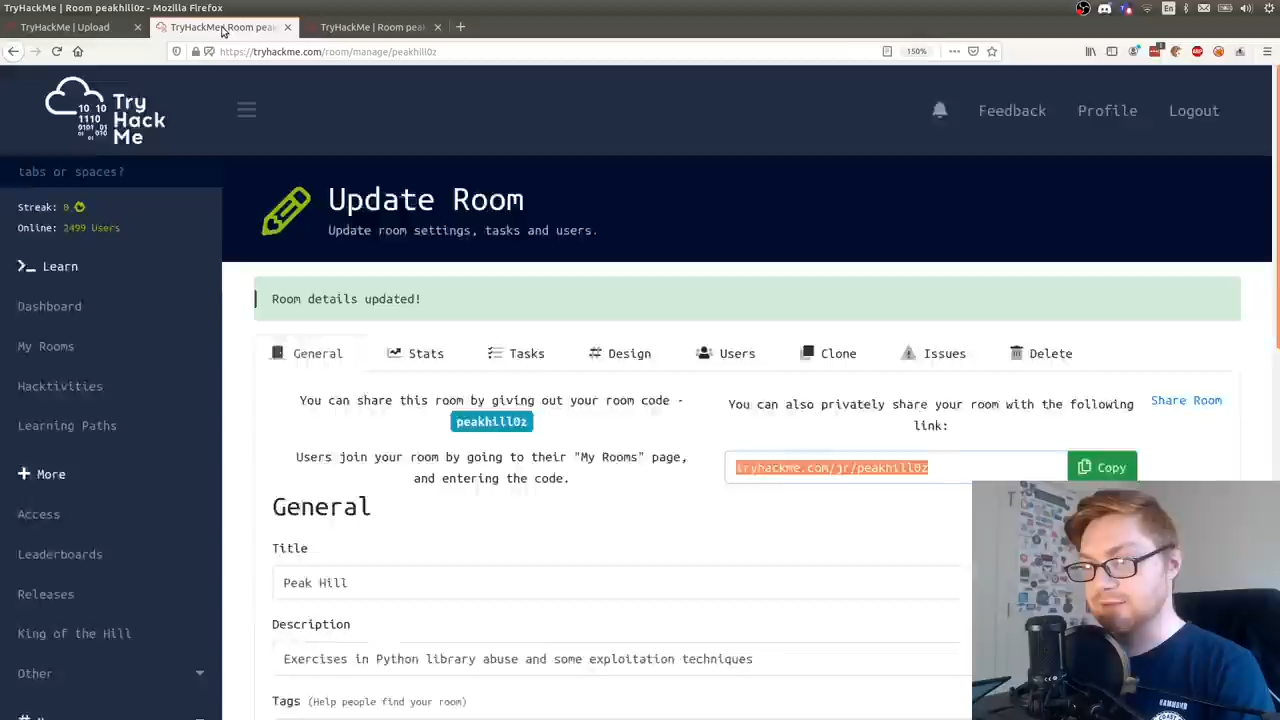 TryHackMe | Room peakhill0z - Mozilla Firefox
En
TryHackMe | Upload
TryHackMe | Room peak
TryHackMe | Room peak
https://tryhackme.com/room/manage/peakhill0z
150%
Try
Hack
Me
Feedback
Profile
Logout
tabs or spaces?
Update Room
Update room settings, tasks and users.
Streak: 0
Online: 2499 Users
Learn
Room details updated!
Dashboard
My Rooms
Hacktivities
Learning Paths
More
Access
Leaderboards
Releases
King of the Hill
Other
General
Stats
Tasks
Design
Users
Clone
Issues
Delete
You can share this room by giving out your room code -
peakhill0z
Users join your room by going to their "My Rooms" page,
and entering the code.
You can also privately share your room with the following
link:
Share Room
tryhackme.com/jr/peakhill0z
Copy
General
Title
Peak Hill
Description
Exercises in Python library abuse and some exploitation techniques
Tags (Help people find your room)